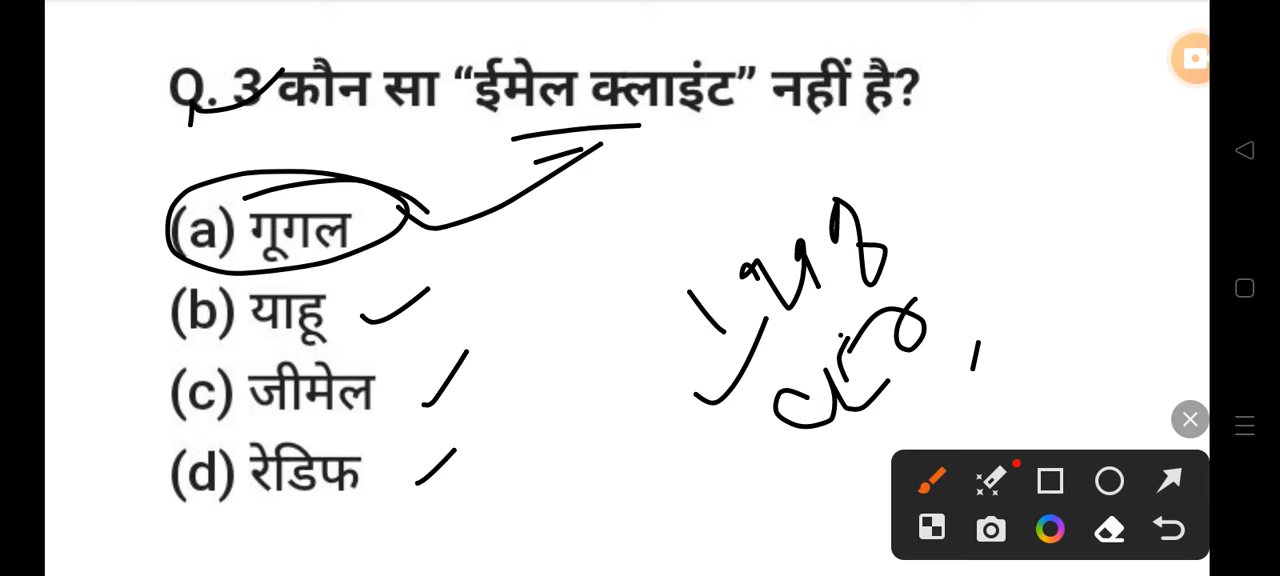 Q. 3 कौन सा “ईमेल क्लाइंट” नहीं है?
(a) गूगल
(b) याहू
(c) जीमेल
(d) रेडिफ